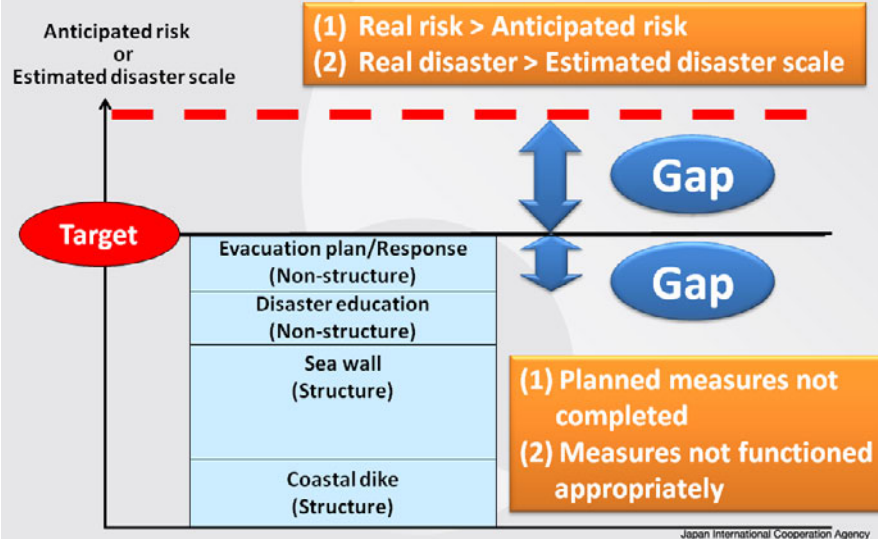 Anticipated risk
or
Estimated disaster scale
(1) Real risk > Anticipated risk
(2) Real disaster > Estimated disaster scale
Gap
Target
Evacuation plan/Response
(Non-structure)
Gap
Disaster education
(Non-structure)
Sea wall
(Structure)
(1) Planned measures not
completed
(2) Measures not functioned
appropriately
Coastal dike
(Structure)
Japan International Cooperation Agency